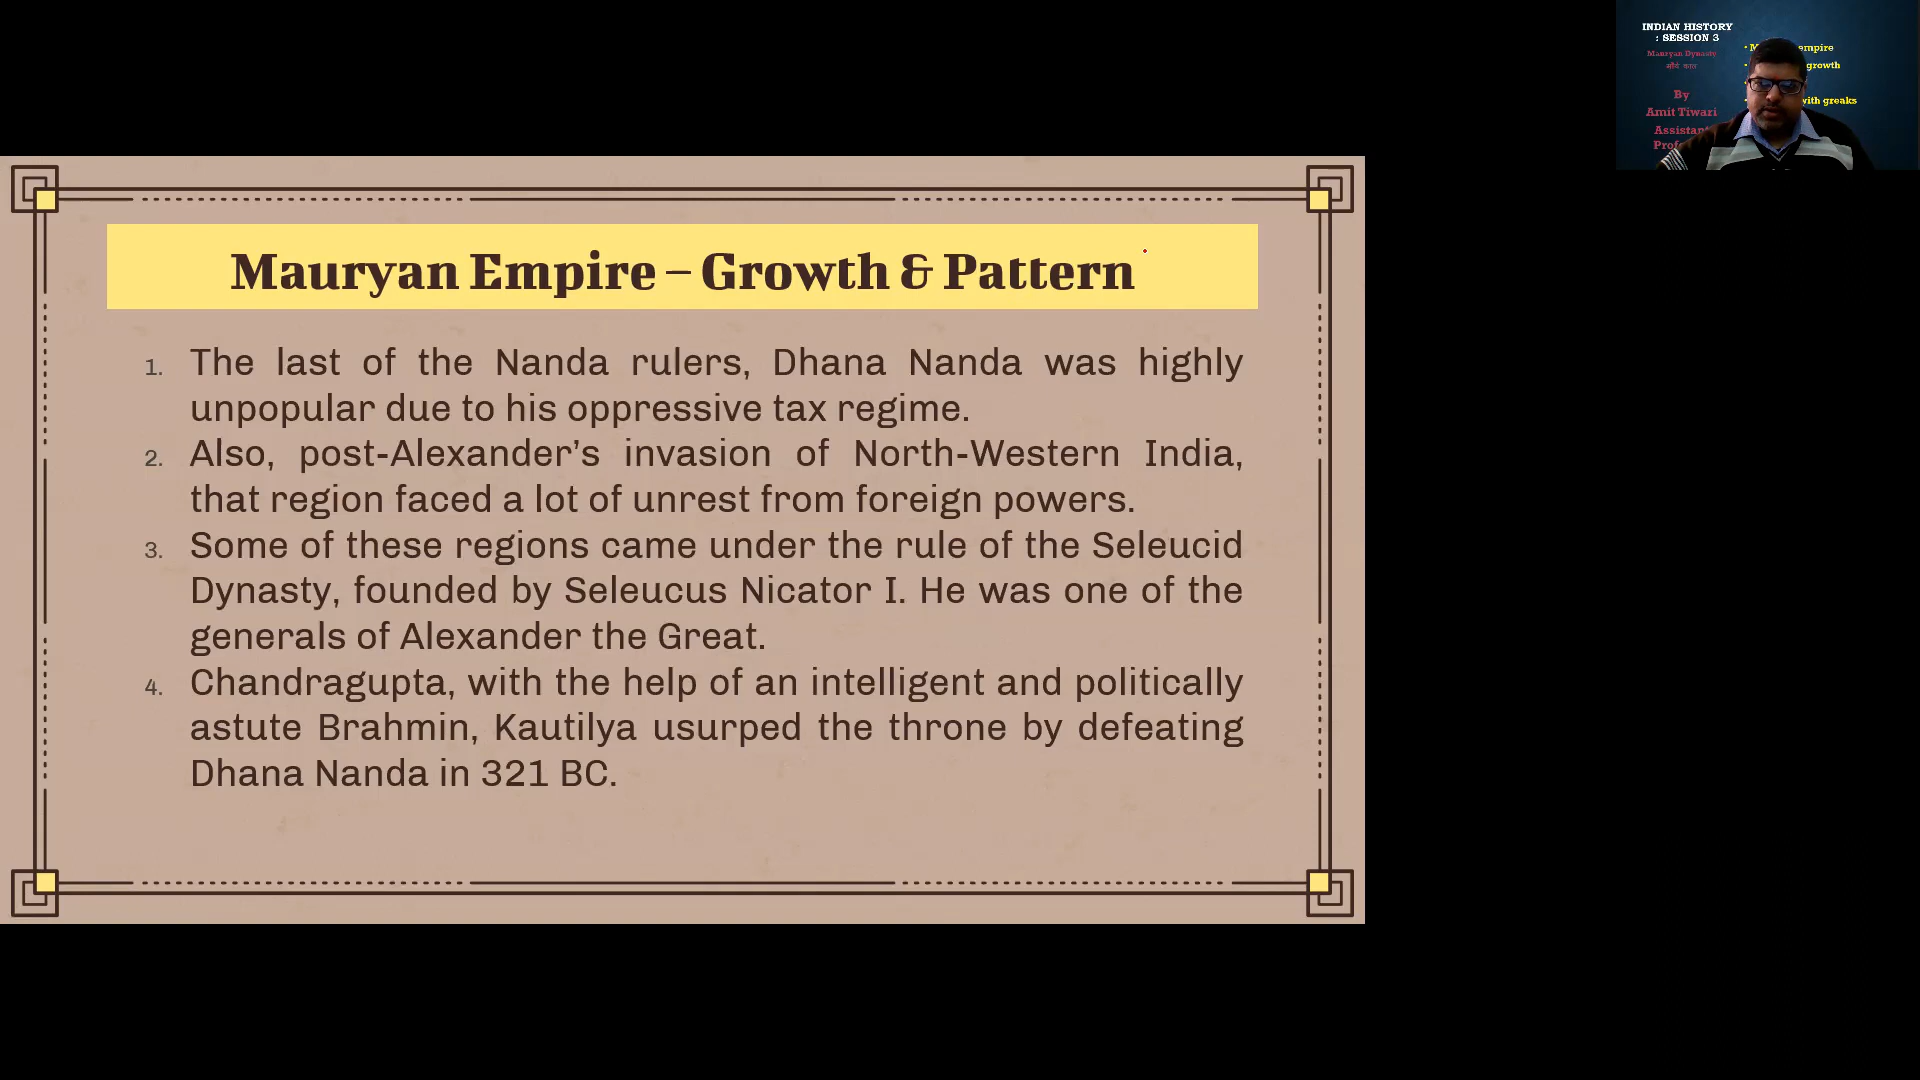 Mauryan Empire – Growth & Pattern
1. The last of the Nanda rulers, Dhana Nanda was highly
unpopular due to his oppressive tax regime.
2. Also, post-Alexander’s invasion of North-Western India,
that region faced a lot of unrest from foreign powers.
3. Some of these regions came under the rule of the Seleucid
Dynasty, founded by Seleucus Nicator I. He was one of the
generals of Alexander the Great.
4. Chandragupta, with the help of an intelligent and politically
astute Brahmin, Kautilya usurped the throne by defeating
Dhana Nanda in 321 BC.
INDIAN HISTORY
: SESSION 3
Mauryan Dynasty
मौर्य काल
By
Amit Tiwari
empire
growth
with greaks